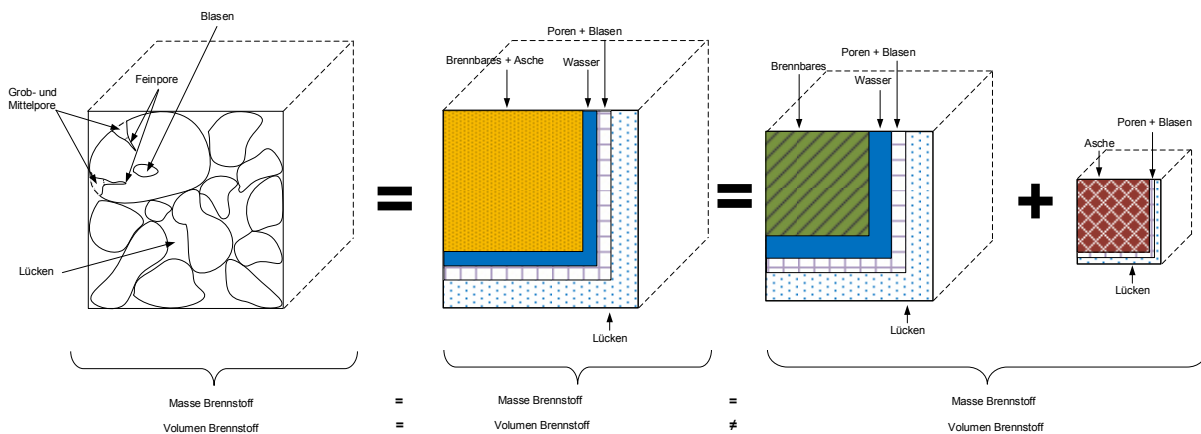 Blasen
Feinpore
Grob- und
Mittelpore
Lücken
Poren + Blasen
Brennbares + Asche
Wasser
Lücken
=
=
Poren + Blasen
Brennbares
Wasser
Lücken
+
Poren + Blasen
Asche
Lücken
Masse Brennstoff = Masse Brennstoff = Masse Brennstoff
Volumen Brennstoff = Volumen Brennstoff ≠ Volumen Brennstoff